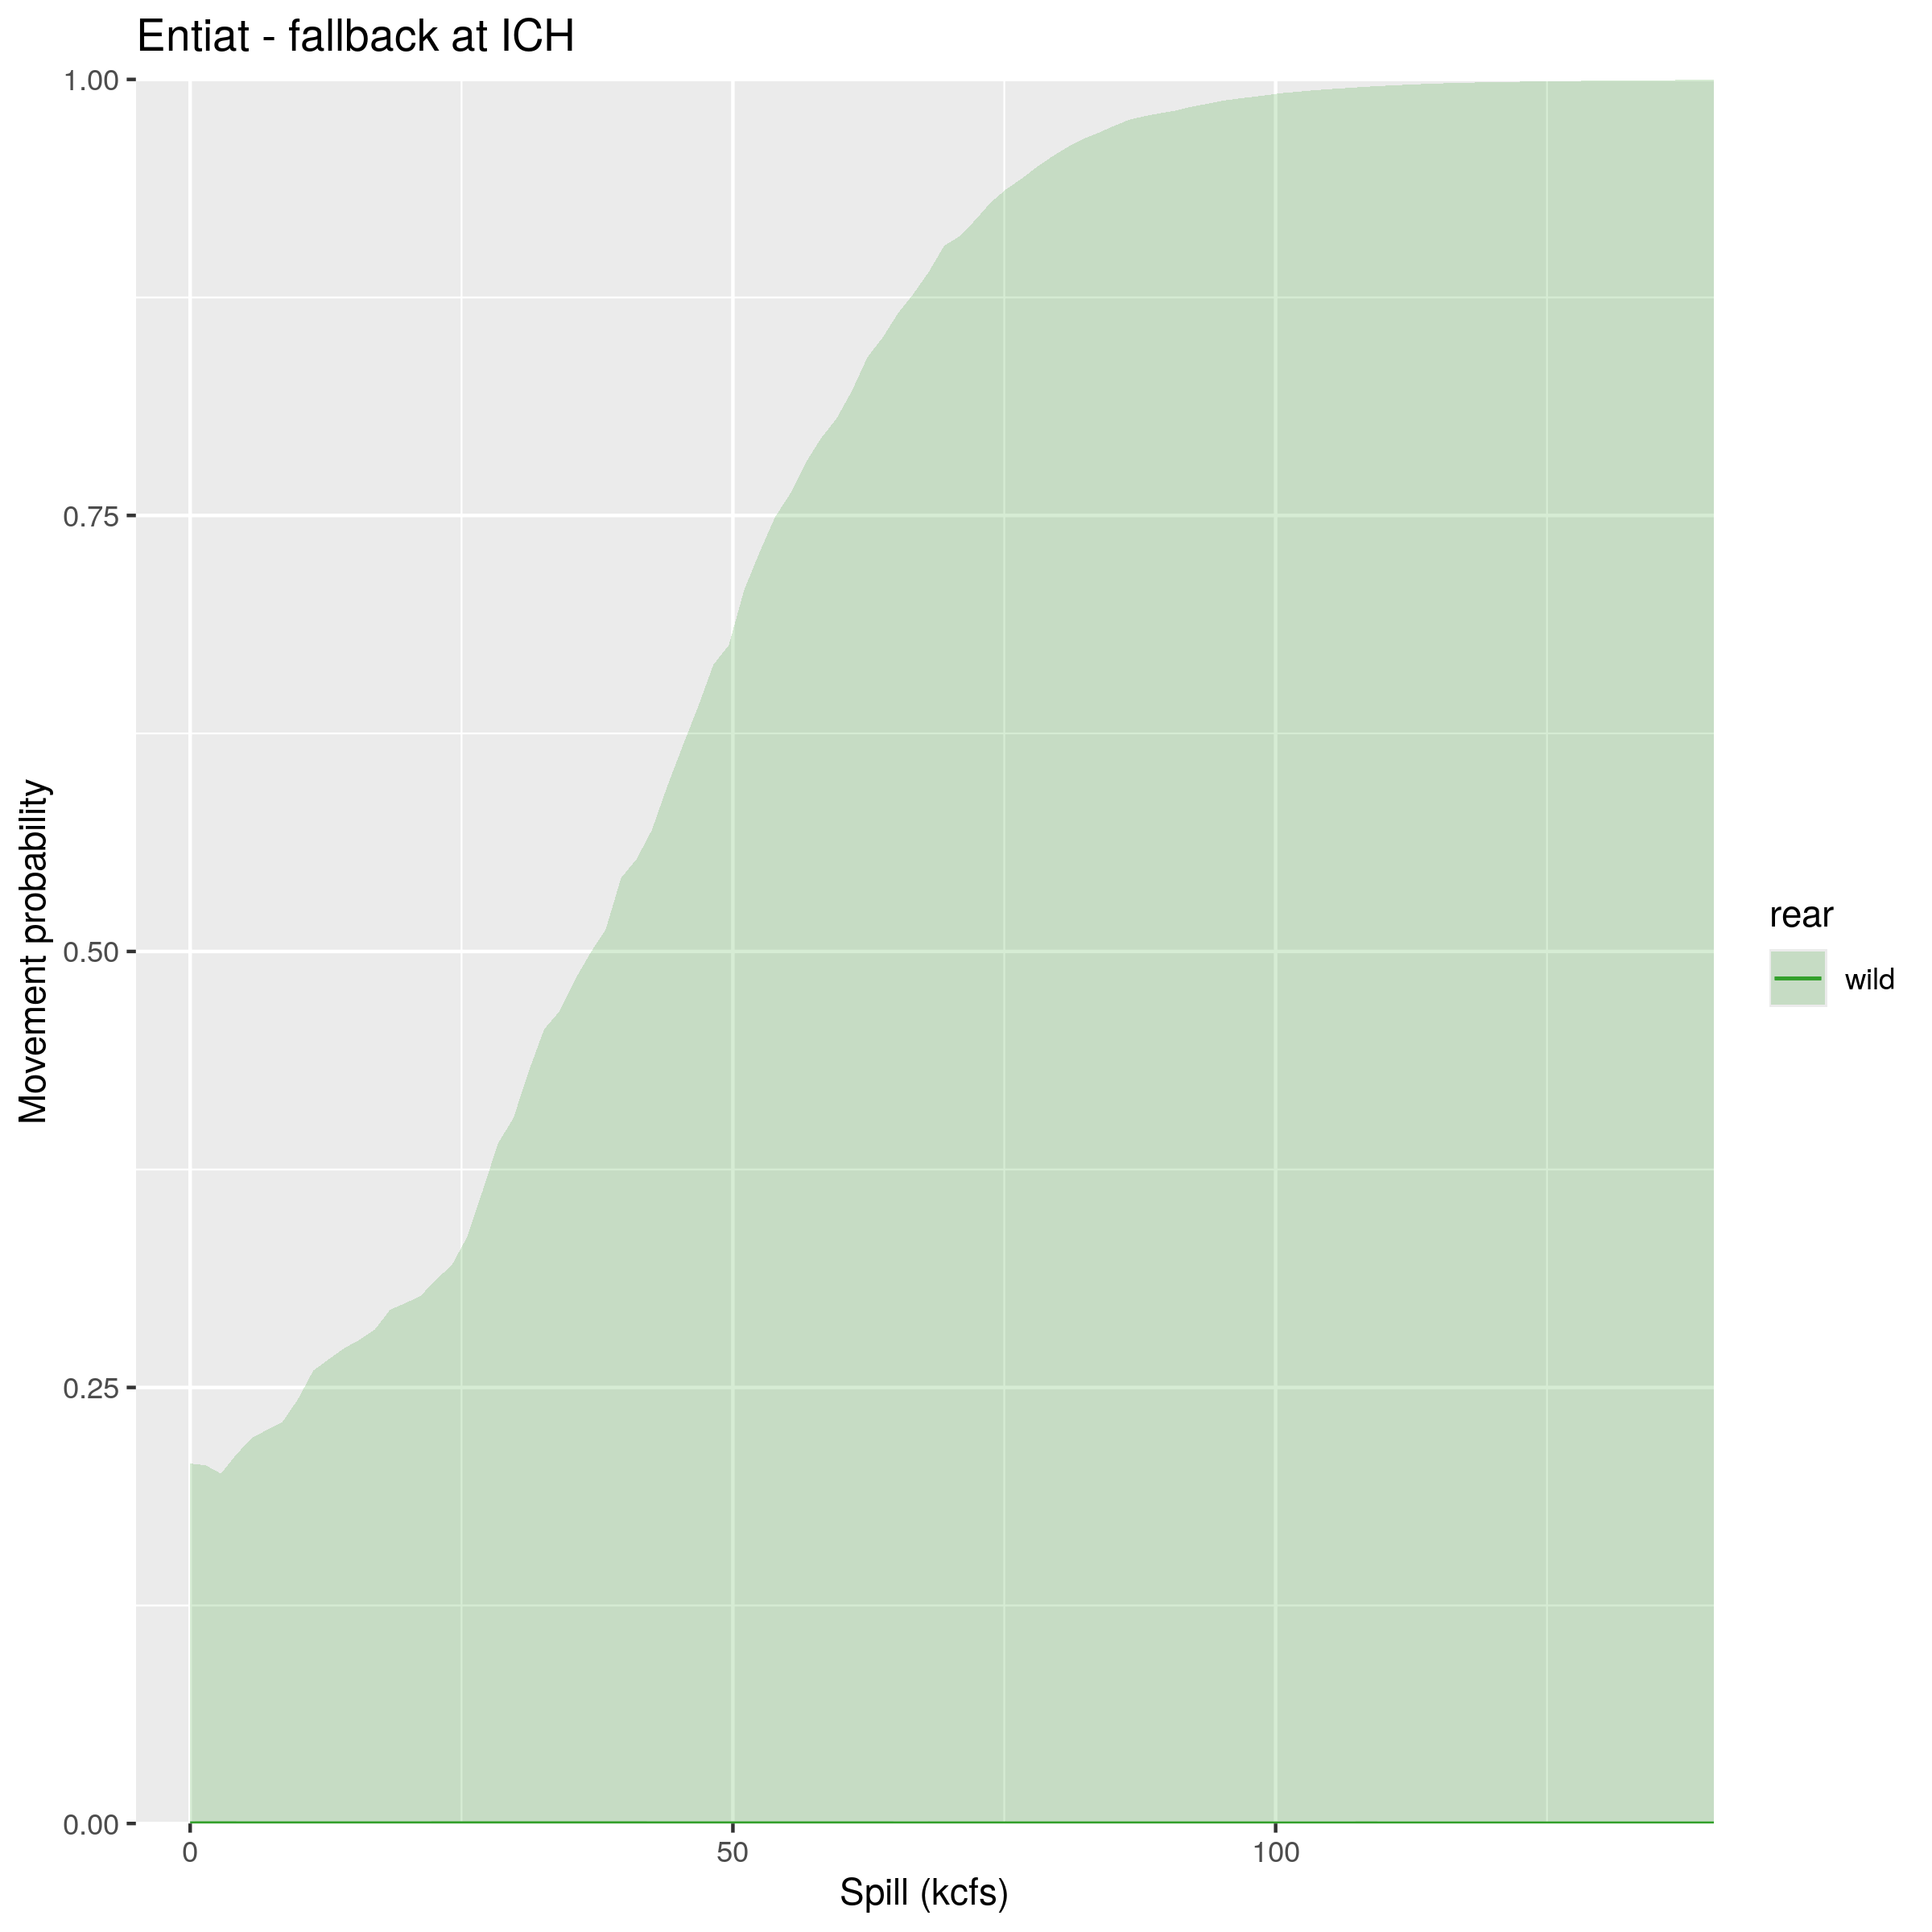 Entiat - fallback at ICH
1.00
0.75
0.50
0.25
0.00
Movement probability
0
50
100
Spill (kcfs)
rear
wild